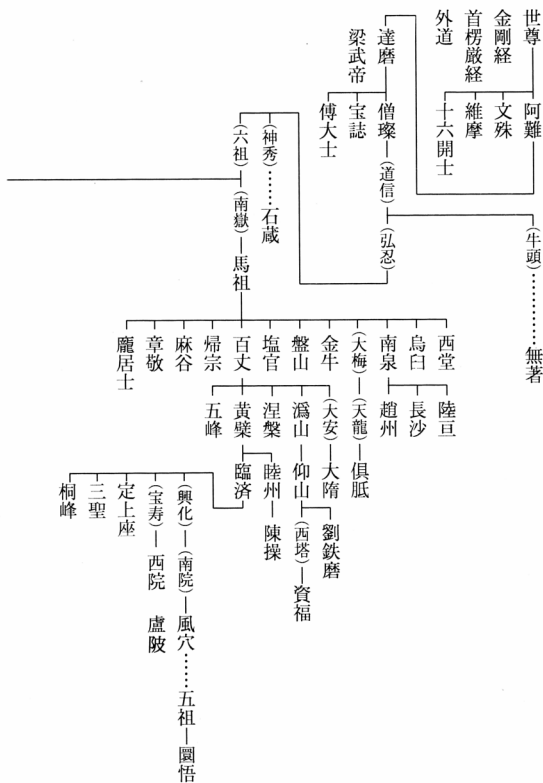 世尊
阿難
文殊
維摩
十六開士
金剛経
首楞厳経
外道
達磨
僧璨―(道信)―(弘忍)
宝誌
傅大士
梁武帝
(牛頭)………無著
(神秀)……石蔵
(六祖)―(南嶽)―馬祖
西堂
烏臼
南泉
陸亘
長沙
趙州
(大梅)―(天龍)―倶胝
金牛
盤山
塩官
百丈
(大安)―大隋
潙山―仰山
劉鉄磨
(西塔)―資福
涅槃
黄檗
睦州―陳操
臨済
五峰
帰宗
麻谷
章敬
龐居士
(興化)―(南院)―風穴……五祖―圜悟
(宝寿)―西院 盧陂
定上座
三聖
桐峰